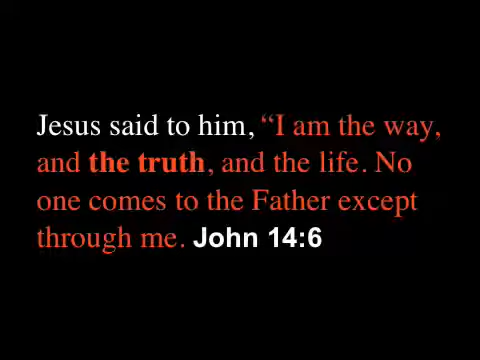 Jesus said to him, “I am the way,
and the truth, and the life. No
one comes to the Father except
through me. John 14:6